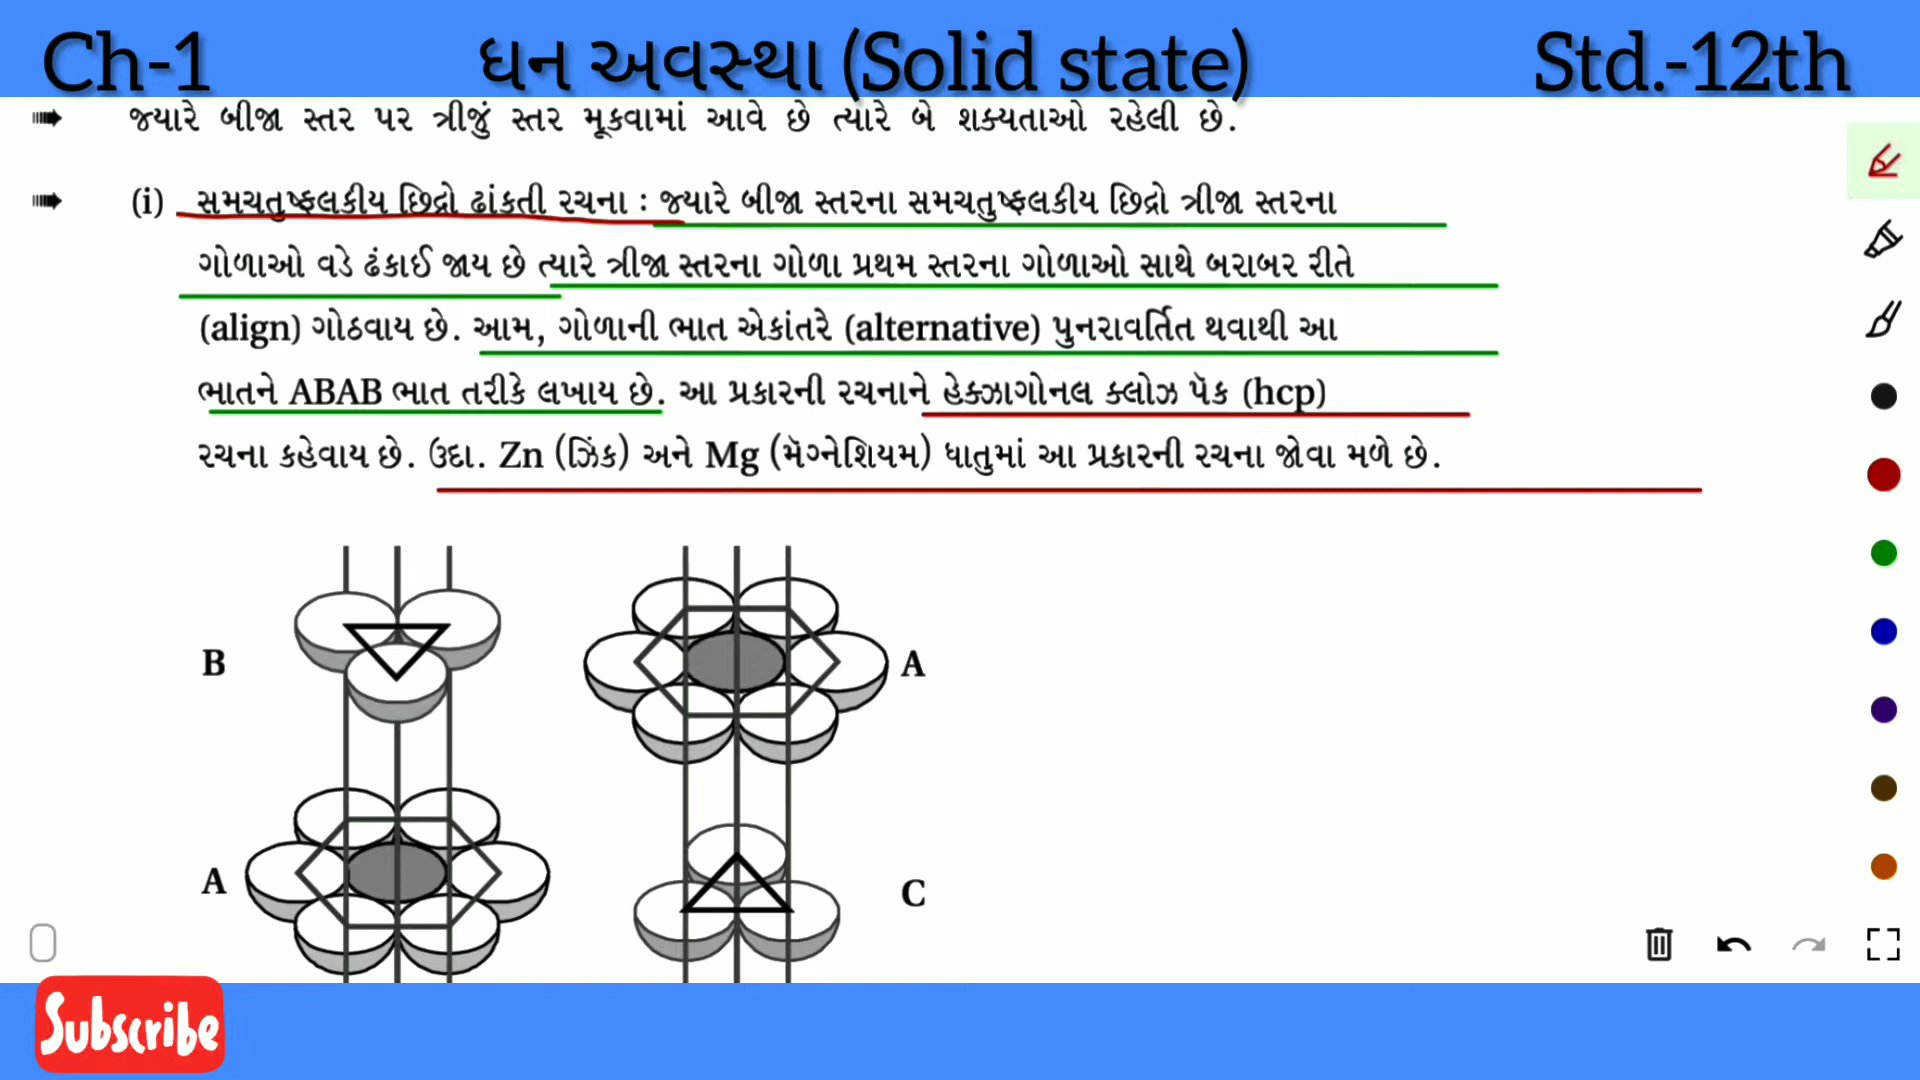 Ch-1 ઘન અવસ્થા (Solid state) Std.-12th
જ્યારે બીજા સ્તર પર ત્રીજું સ્તર મૂકવામાં આવે છે ત્યારે બે શક્યતાઓ રહેલી છે.
(i) સમચતુષ્ફલકીય છિદ્રો ઢાંકતી રચના : જ્યારે બીજા સ્તરના સમચતુષ્ફલકીય છિદ્રો ત્રીજા સ્તરના
ગોળાઓ વડે ઢંકાઈ જાય છે ત્યારે ત્રીજા સ્તરના ગોળા પ્રથમ સ્તરના ગોળાઓ સાથે બરાબર રીતે
(align) ગોઠવાય છે. આમ, ગોળાની ભાત એકાંતરે (alternative) પુનરાવર્તિત થવાથી આ
ભાતને ABAB ભાત તરીકે લખાય છે. આ પ્રકારની રચનાને હેક્ઝાગોનલ ક્લોઝ પૅક (hcp)
રચના કહેવાય છે. ઉદા. Zn (ઝિંક) અને Mg (મૅગ્નેશિયમ) ધાતુમાં આ પ્રકારની રચના જોવા મળે છે.
B
A
A
C
Subscribe